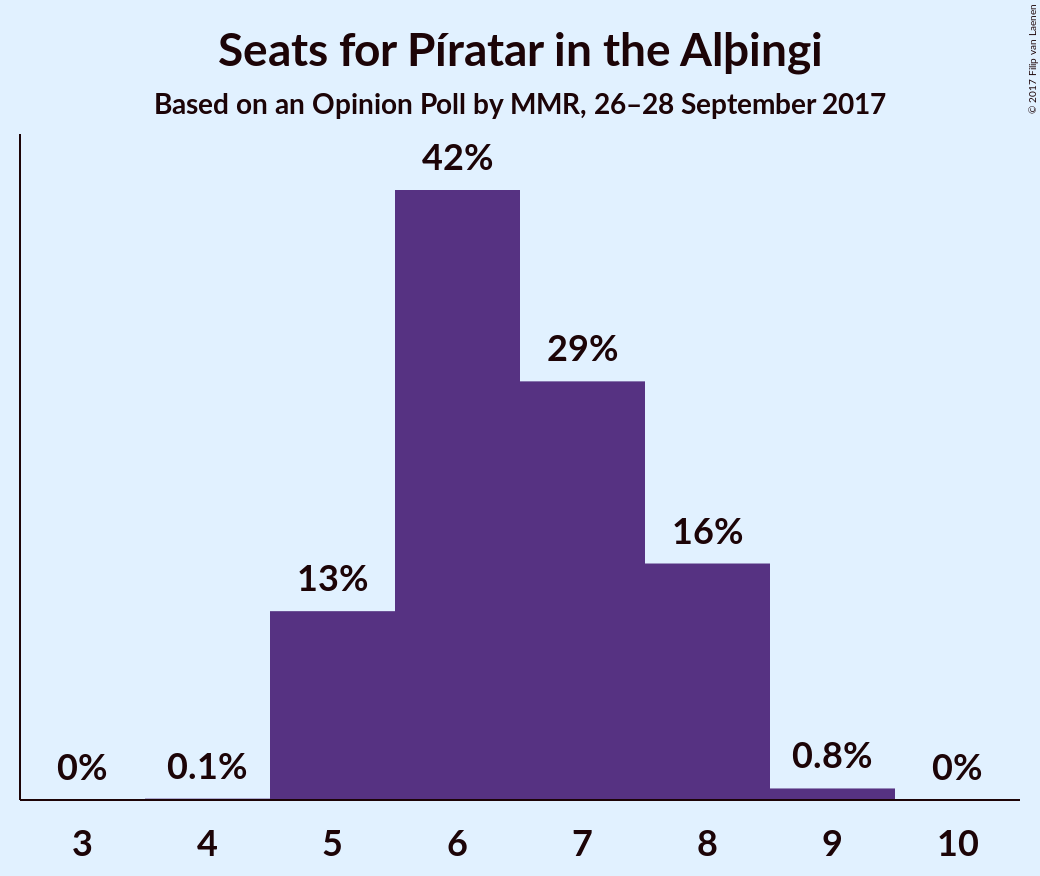 Seats for Píratar in the Alþingi
Based on an Opinion Poll by MMR, 26–28 September 2017
© 2017 Filip van Laenen
42%
29%
16%
13%
0%
0.1%
0.8%
0%
3 4 5 6 7 8 9 10